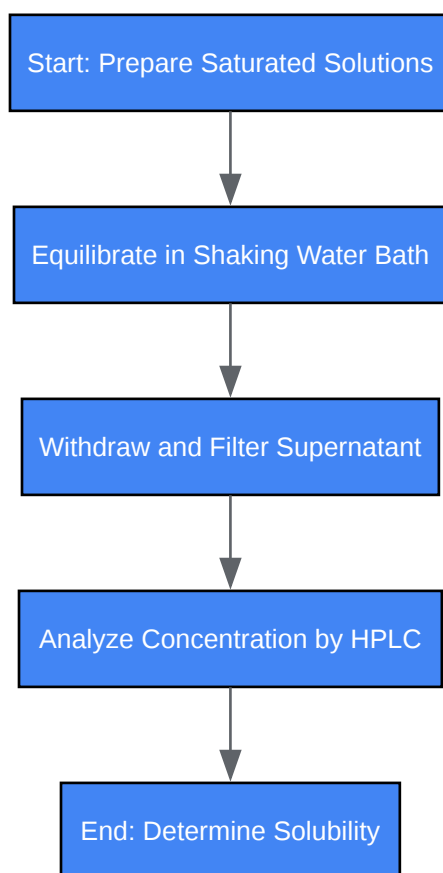 Start: Prepare Saturated Solutions
Equilibrate in Shaking Water Bath
Withdraw and Filter Supernatant
Analyze Concentration by HPLC
End: Determine Solubility